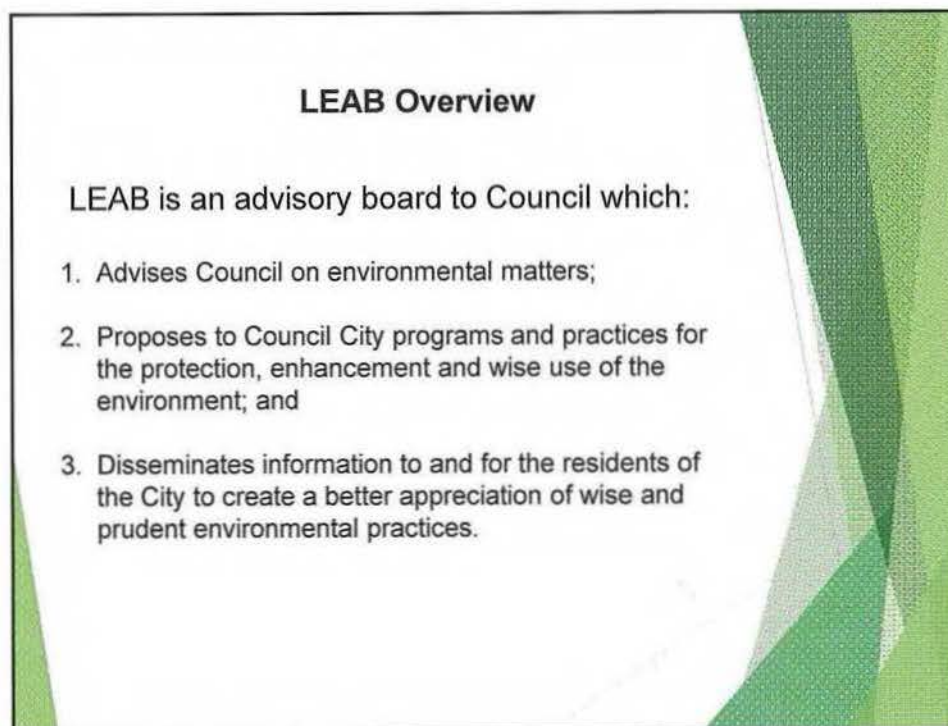 LEAB Overview
LEAB is an advisory board to Council which:
1. Advises Council on environmental matters;
2. Proposes to Council City programs and practices for
the protection, enhancement and wise use of the
environment; and
3. Disseminates information to and for the residents of
the City to create a better appreciation of wise and
prudent environmental practices.